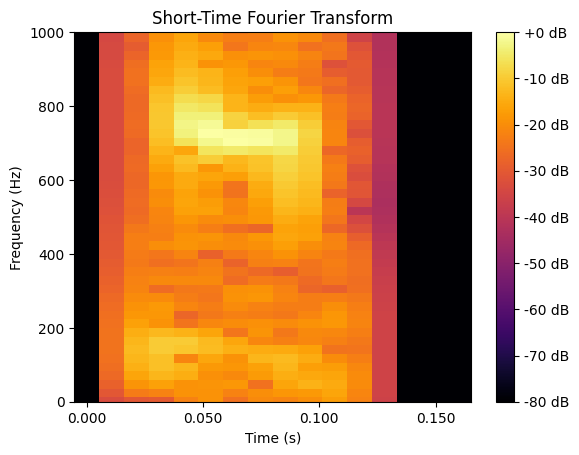 Short-Time Fourier Transform
1000
800
600
400
200
0
Frequency (Hz)
0.000
0.050
0.100
0.150
Time (s)
+0 dB
-10 dB
-20 dB
-30 dB
-40 dB
-50 dB
-60 dB
-70 dB
-80 dB